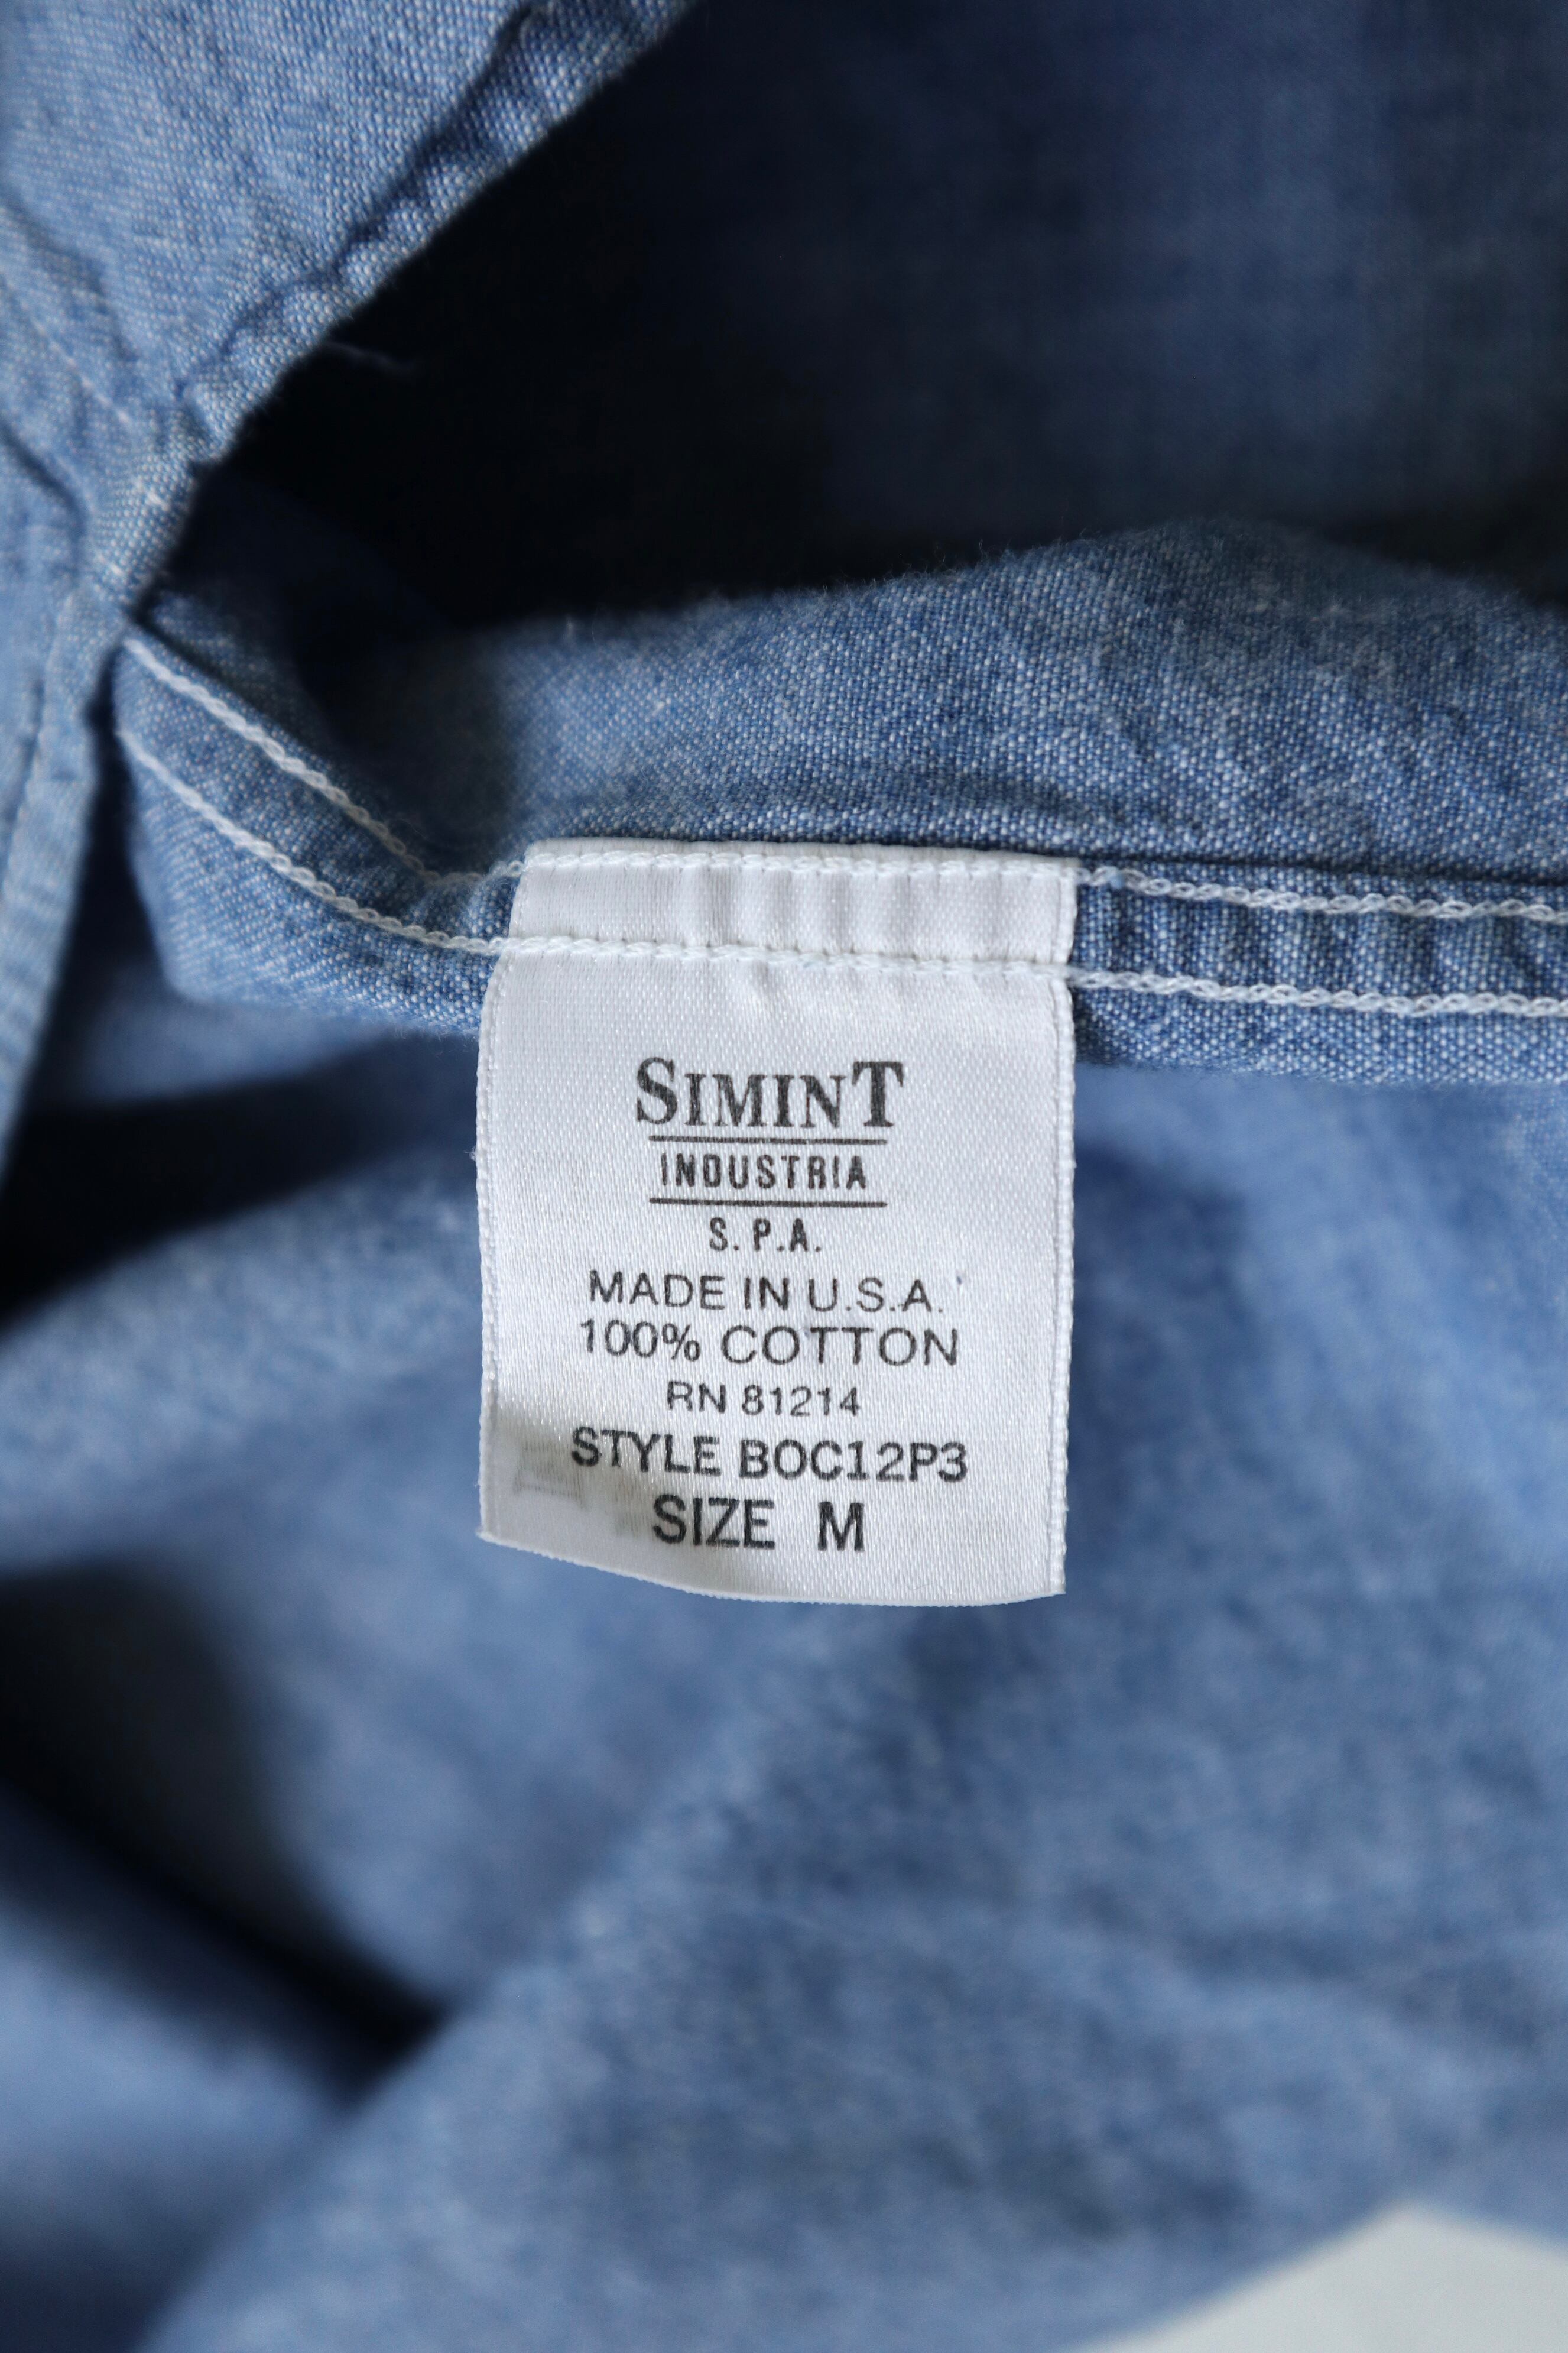 SIMINT
INDUSTRIA
S.P.A.
MADE IN U.S.A.
100% COTTON
RN 81214
STYLE BOC12P3
SIZE M